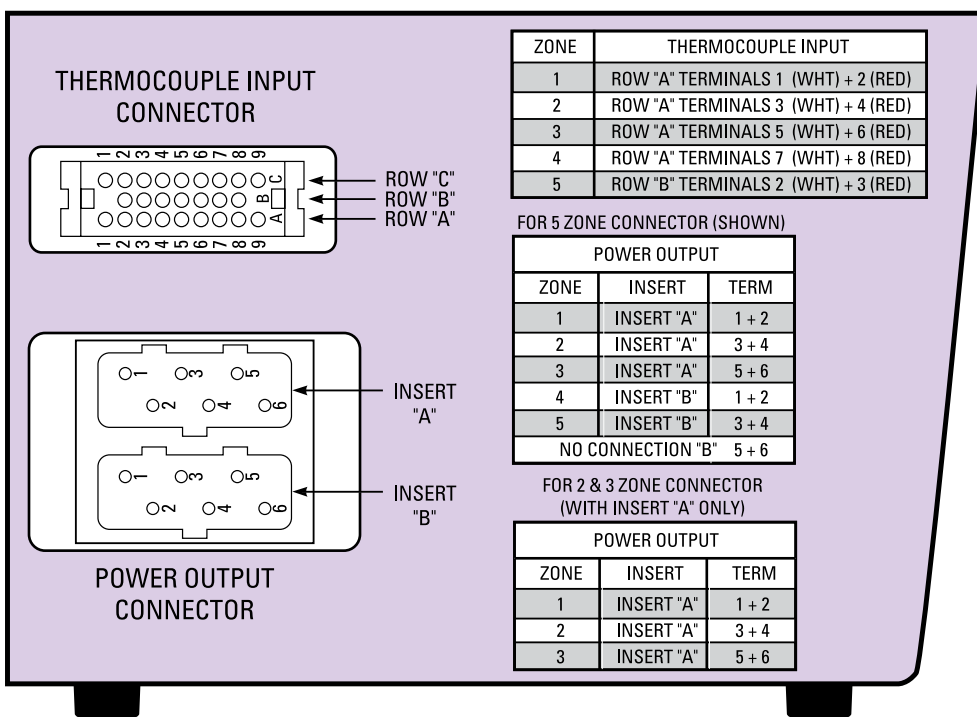 THERMOCOUPLE INPUT
CONNECTOR
1 2 3 4 5 6 7 8 9
C
B
A
1 2 3 4 5 6 7 8 9
ROW "C"
ROW "B"
ROW "A"
1 3 5
2 4 6
INSERT
"A"
1 3 5
2 4 6
INSERT
"B"
POWER OUTPUT
CONNECTOR
ZONE THERMOCOUPLE INPUT
1 ROW "A" TERMINALS 1 (WHT) + 2 (RED)
2 ROW "A" TERMINALS 3 (WHT) + 4 (RED)
3 ROW "A" TERMINALS 5 (WHT) + 6 (RED)
4 ROW "A" TERMINALS 7 (WHT) + 8 (RED)
5 ROW "B" TERMINALS 2 (WHT) + 3 (RED)
FOR 5 ZONE CONNECTOR (SHOWN)
POWER OUTPUT
ZONE INSERT TERM
1 INSERT "A" 1 + 2
2 INSERT "A" 3 + 4
3 INSERT "A" 5 + 6
4 INSERT "B" 1 + 2
5 INSERT "B" 3 + 4
NO CONNECTION "B" 5 + 6
FOR 2 & 3 ZONE CONNECTOR
(WITH INSERT "A" ONLY)
POWER OUTPUT
ZONE INSERT TERM
1 INSERT "A" 1 + 2
2 INSERT "A" 3 + 4
3 INSERT "A" 5 + 6